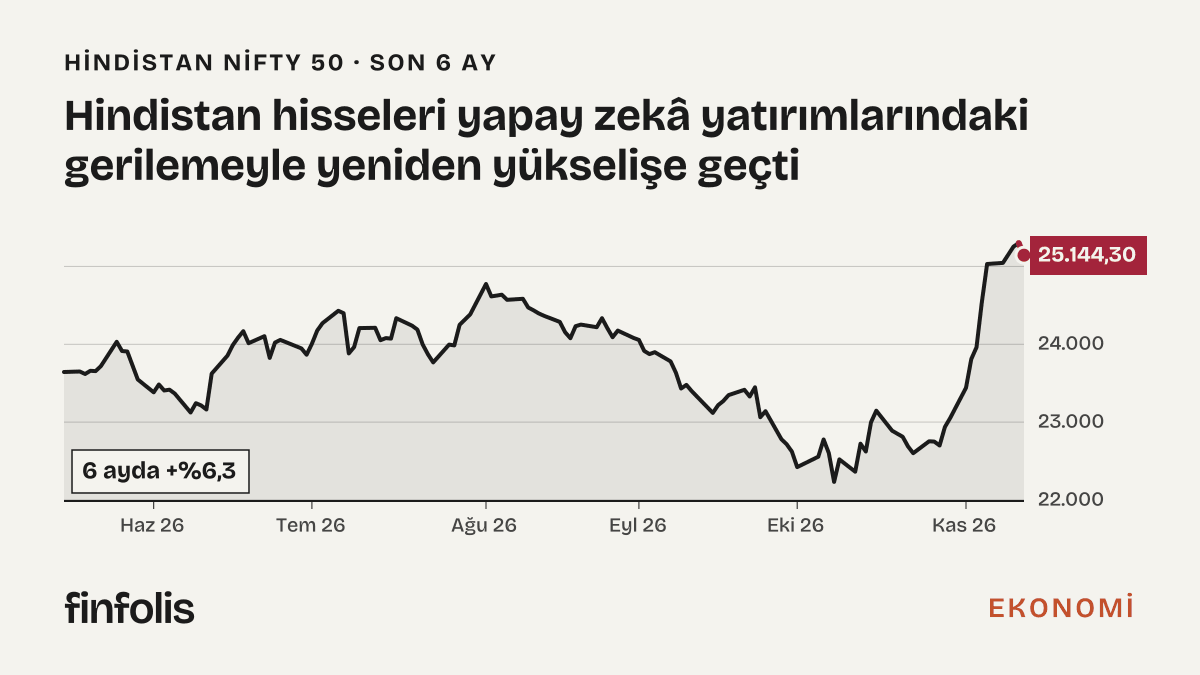 HİNDİSTAN NİFTY 50 · SON 6 AY
Hindistan hisseleri yapay zekâ yatırımlarındaki
gerilemeyle yeniden yükselişe geçti
25.144,30
24.000
23.000
22.000
6 ayda +%6,3
Haz 26
Tem 26
Ağu 26
Eyl 26
Eki 26
Kas 26
finfolis
EKONOMİ